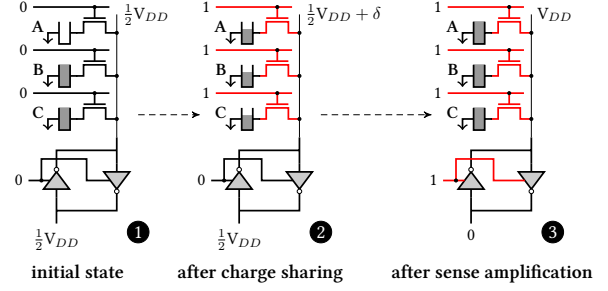 0 ½V_DD 1 ½V_DD + δ 1 V_DD
A A A
0 1 1
B B B
0 1 1
C C C
0 0 1
½V_DD 1 ½V_DD 2 0 3
initial state after charge sharing after sense amplification